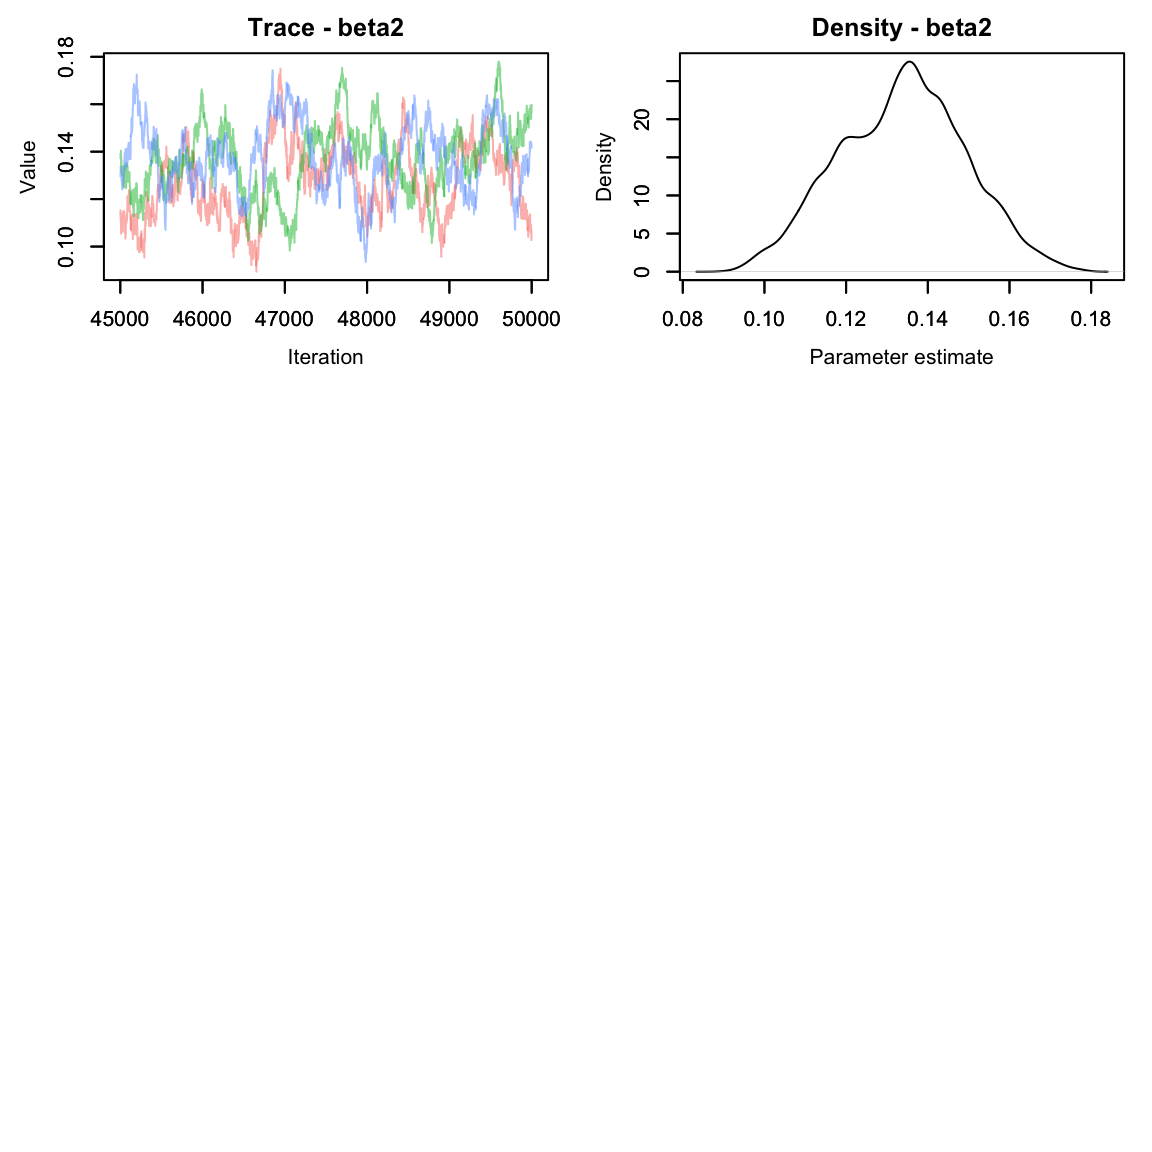 Trace - beta2
Value
0.10 0.14 0.18
45000 46000 47000 48000 49000 50000
Iteration
Density - beta2
Density
0 5 10 20
0.08 0.10 0.12 0.14 0.16 0.18
Parameter estimate